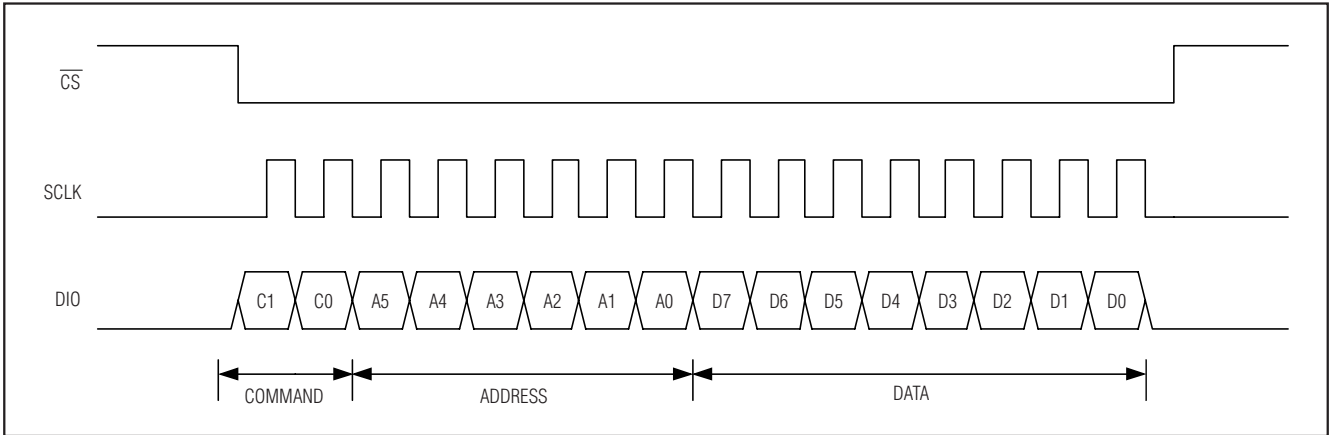 C̅S̅
SCLK
DIO C1 C0 A5 A4 A3 A2 A1 A0 D7 D6 D5 D4 D3 D2 D1 D0
COMMAND ADDRESS DATA